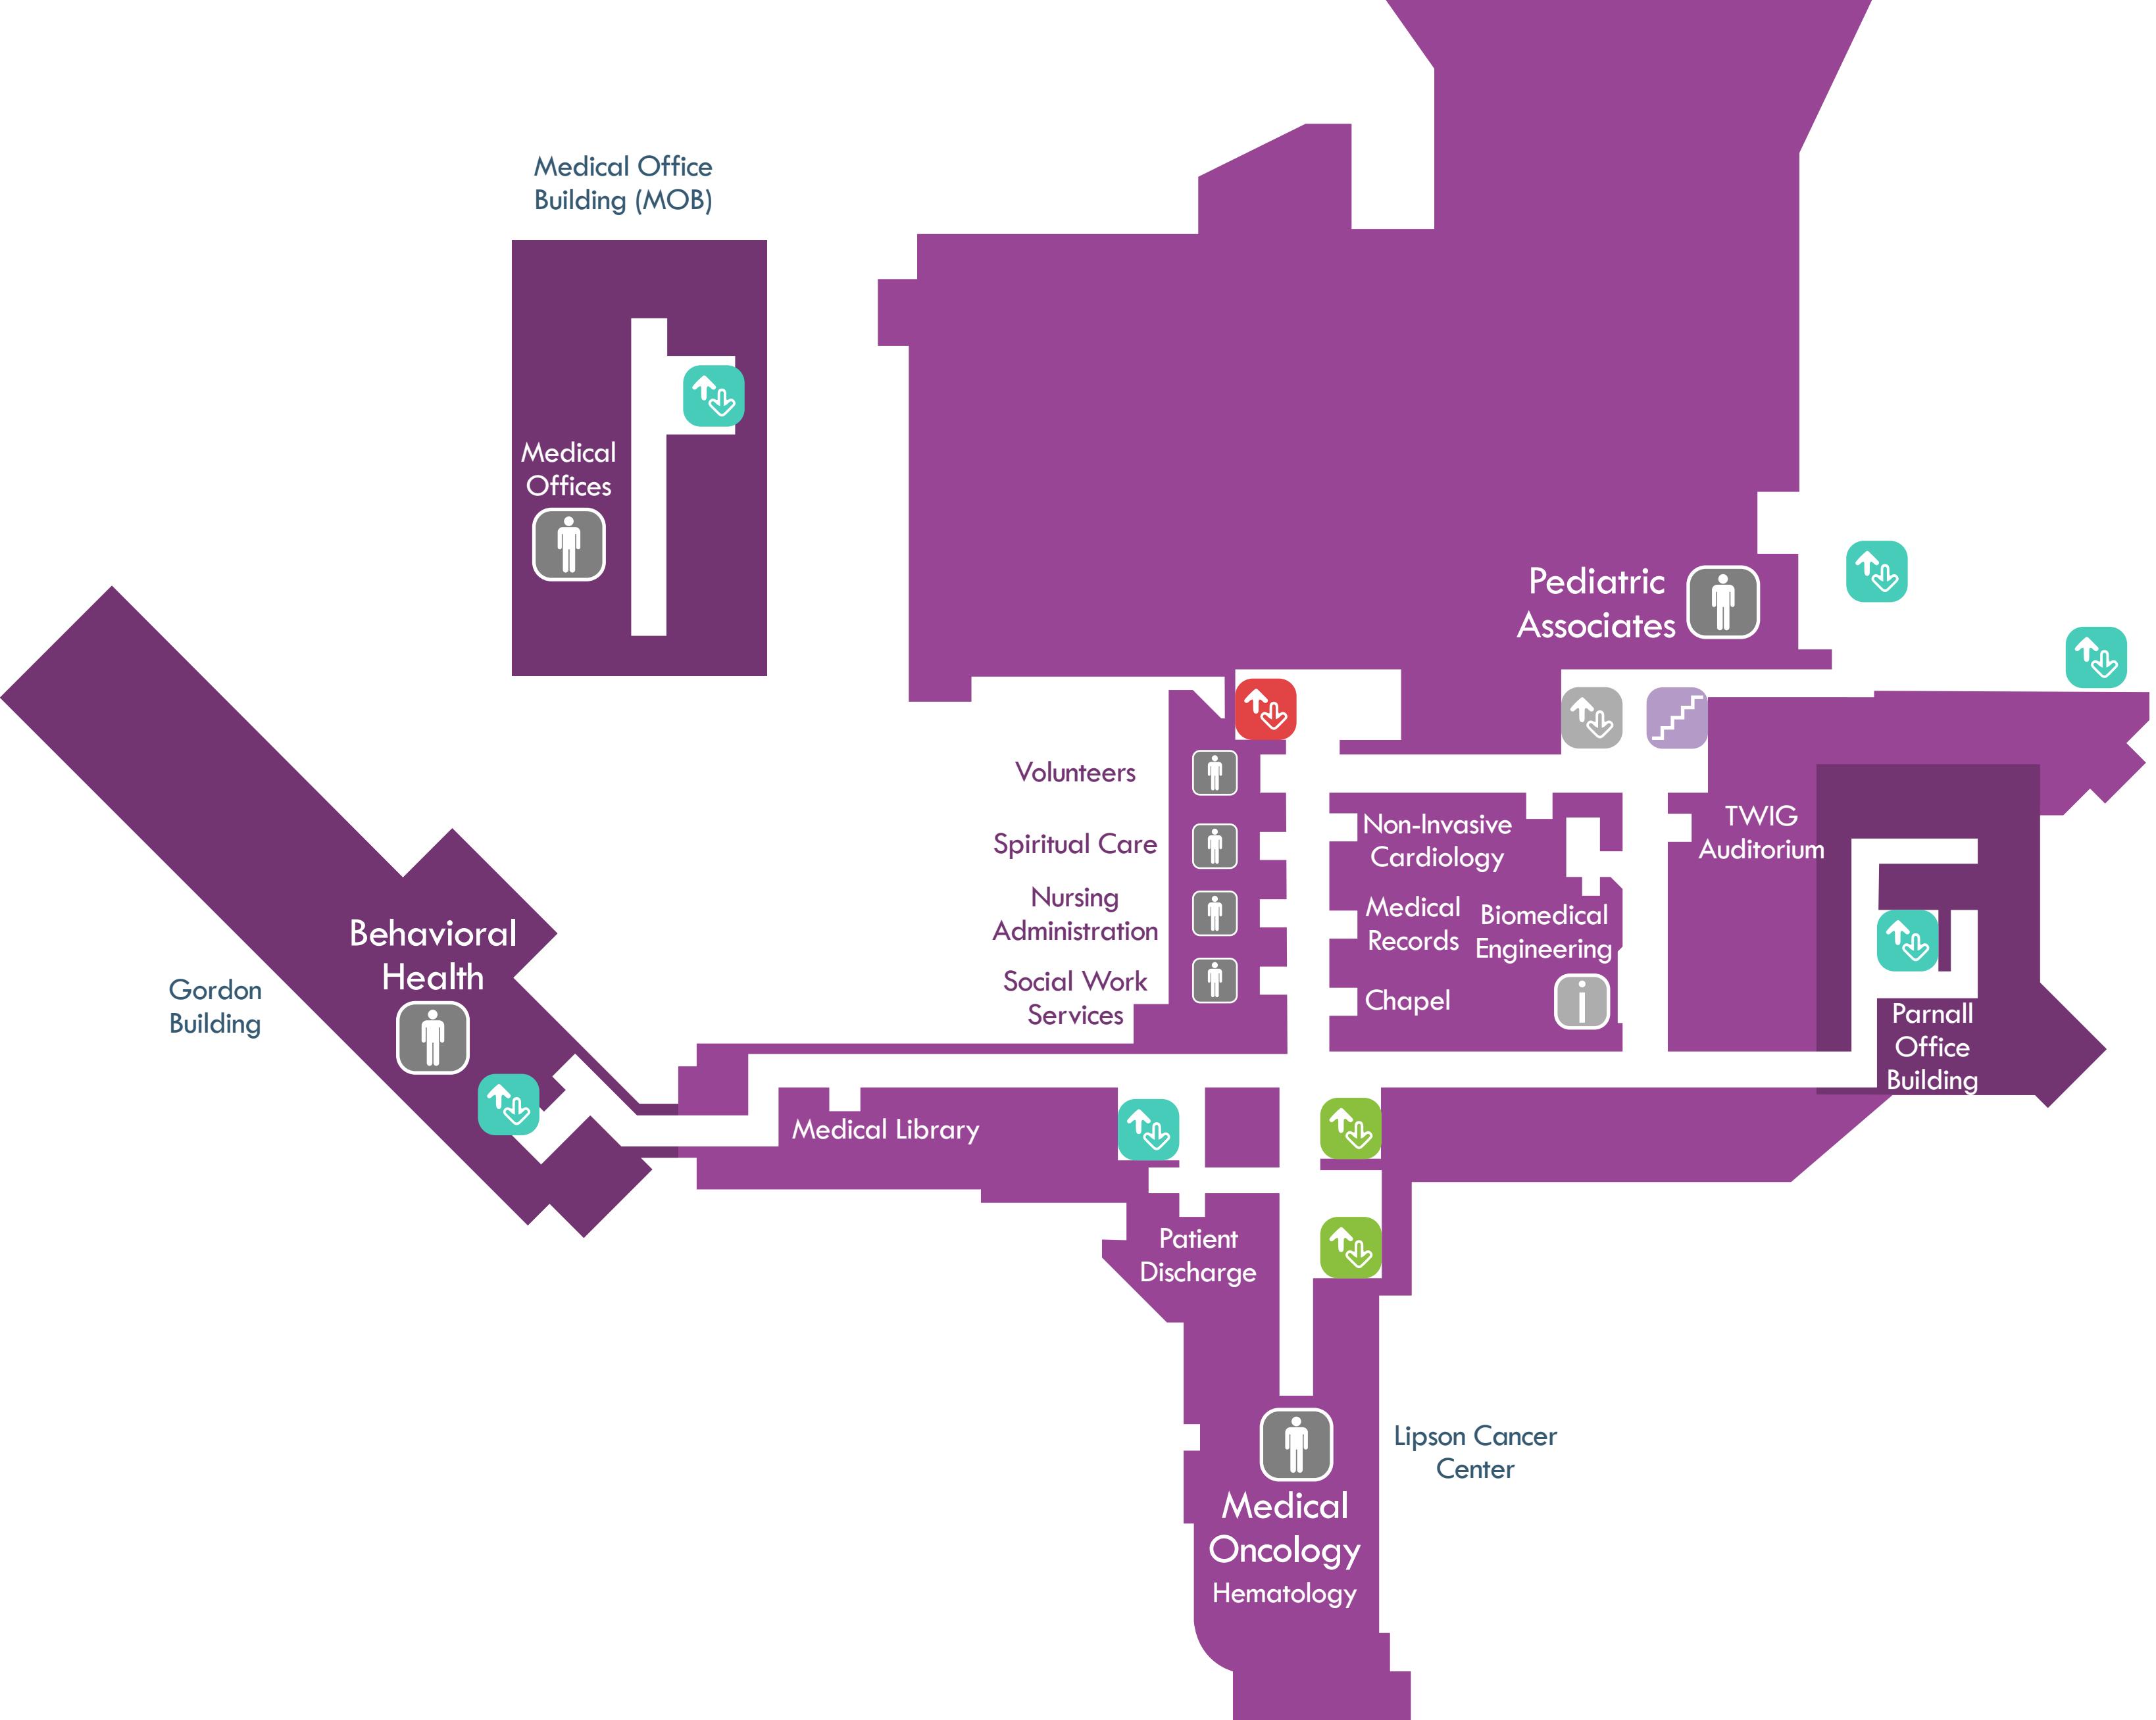 Medical Office
Building (MOB)
Medical
Offices
Pediatric
Associates
Volunteers
Spiritual Care
Nursing
Administration
Social Work
Services
Non-Invasive
Cardiology
Medical
Records
Biomedical
Engineering
Chapel
i
TWIG
Auditorium
Parnall
Office
Building
Behavioral
Health
Gordon
Building
Medical Library
Patient
Discharge
Lipson Cancer
Center
Medical
Oncology
Hematology